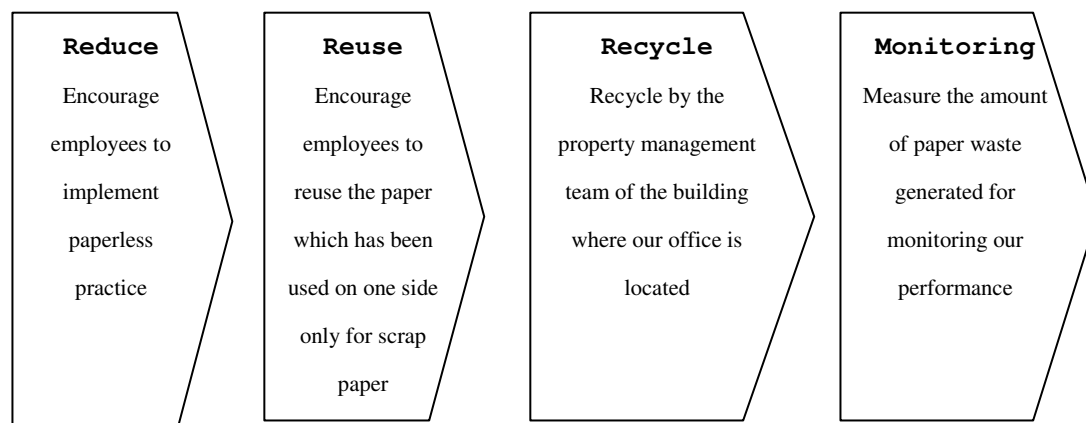 Reduce
Encourage
employees to
implement
paperless
practice
Reuse
Encourage
employees to
reuse the paper
which has been
used on one side
only for scrap
paper
Recycle
Recycle by the
property management
team of the building
where our office is
located
Monitoring
Measure the amount
of paper waste
generated for
monitoring our
performance